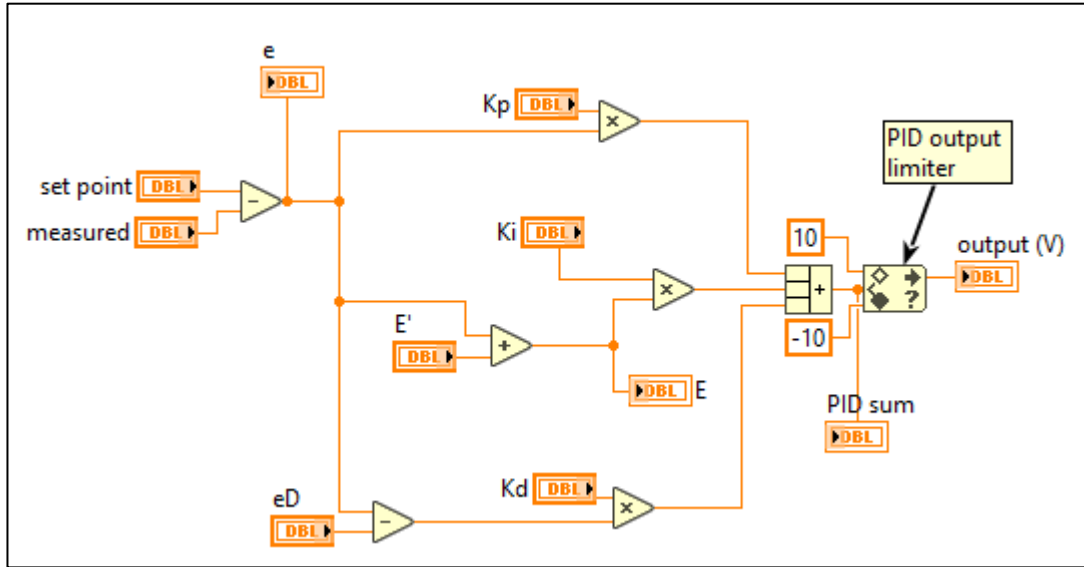 e
DBL
Kp
DBL
×
PID output
limiter
set point
DBL
-
measured
DBL
Ki
DBL
10
output (V)
DBL
×
+
?
-10
E'
DBL
+
DBL
E
PID sum
DBL
Kd
DBL
×
eD
DBL
-